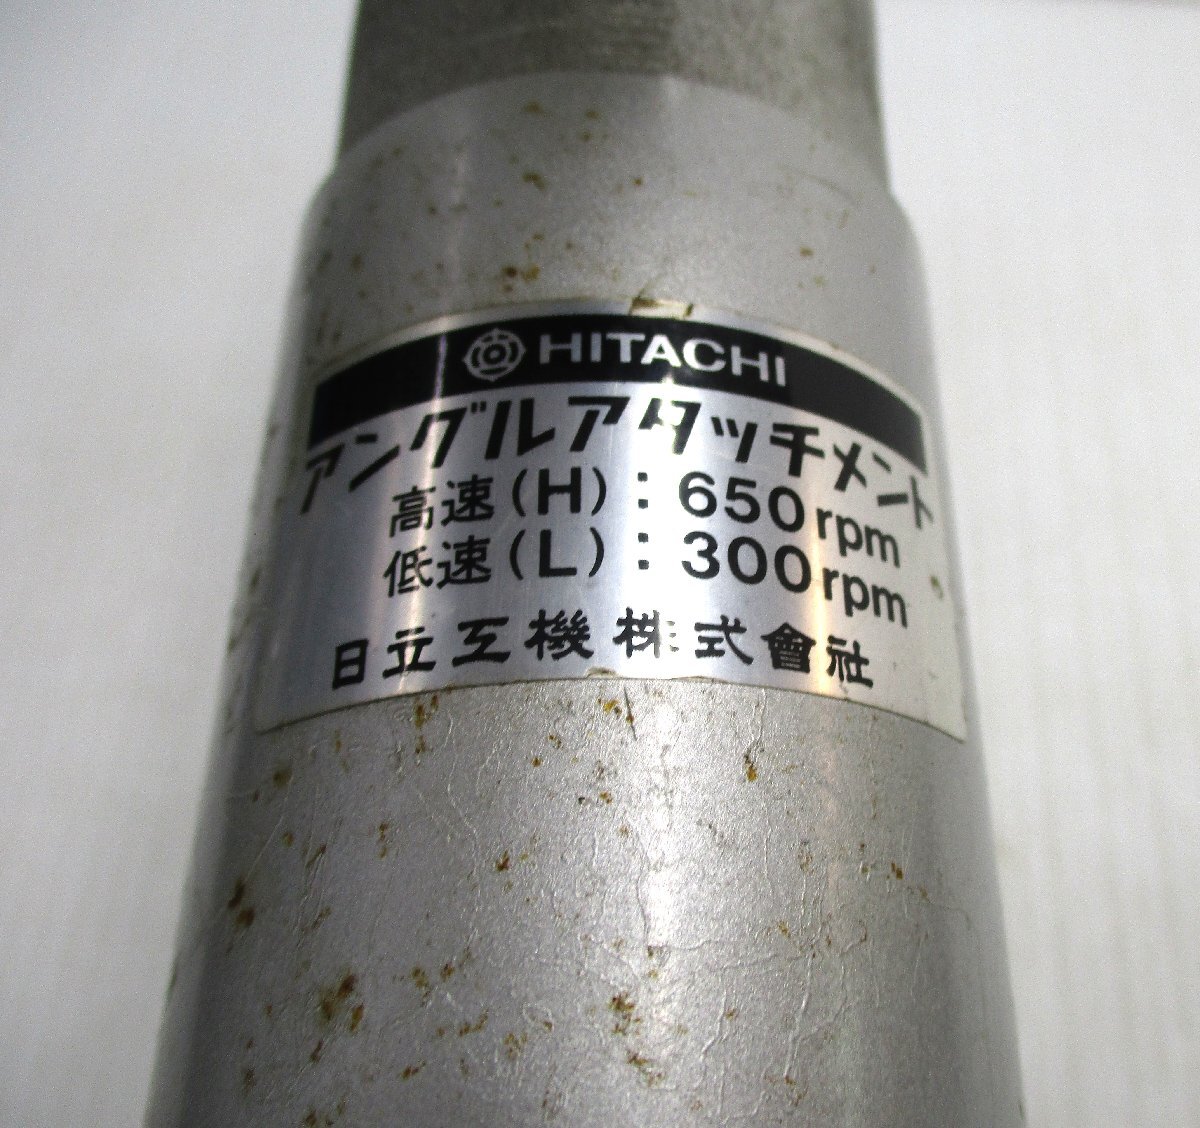 HITACHI
アングルアタッチメント
高速(H):650rpm
低速(L):300rpm
日立工機株式會社